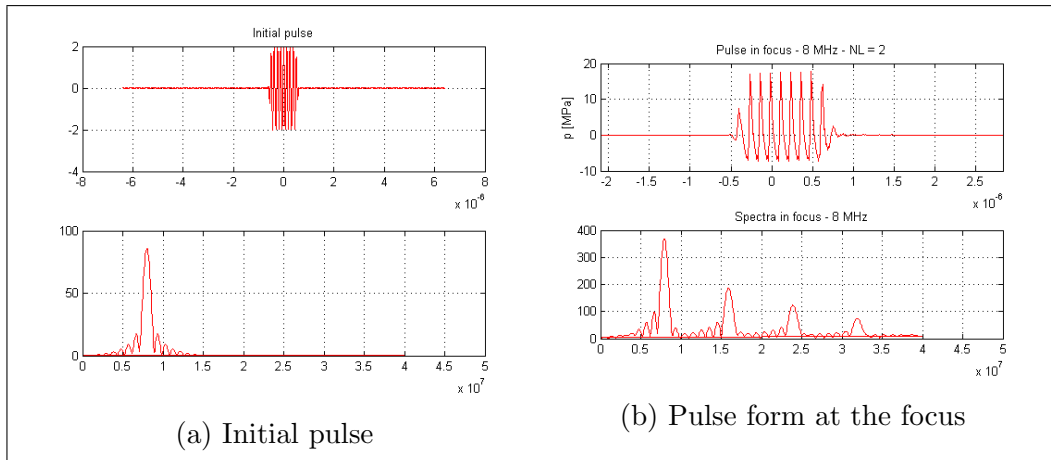 Initial pulse
2
0
-2
-4
-8 -6 -4 -2 0 2 4 6 8
x 10^-6
100
50
0
0 0.5 1 1.5 2 2.5 3 3.5 4 4.5 5
x 10^7
(a) Initial pulse
Pulse in focus - 8 MHz - NL = 2
p [MPa]
20
10
0
-10
-2 -1.5 -1 -0.5 0 0.5 1 1.5 2 2.5
x 10^-6
Spectra in focus - 8 MHz
400
300
200
100
0
0 0.5 1 1.5 2 2.5 3 3.5 4 4.5 5
x 10^7
(b) Pulse form at the focus